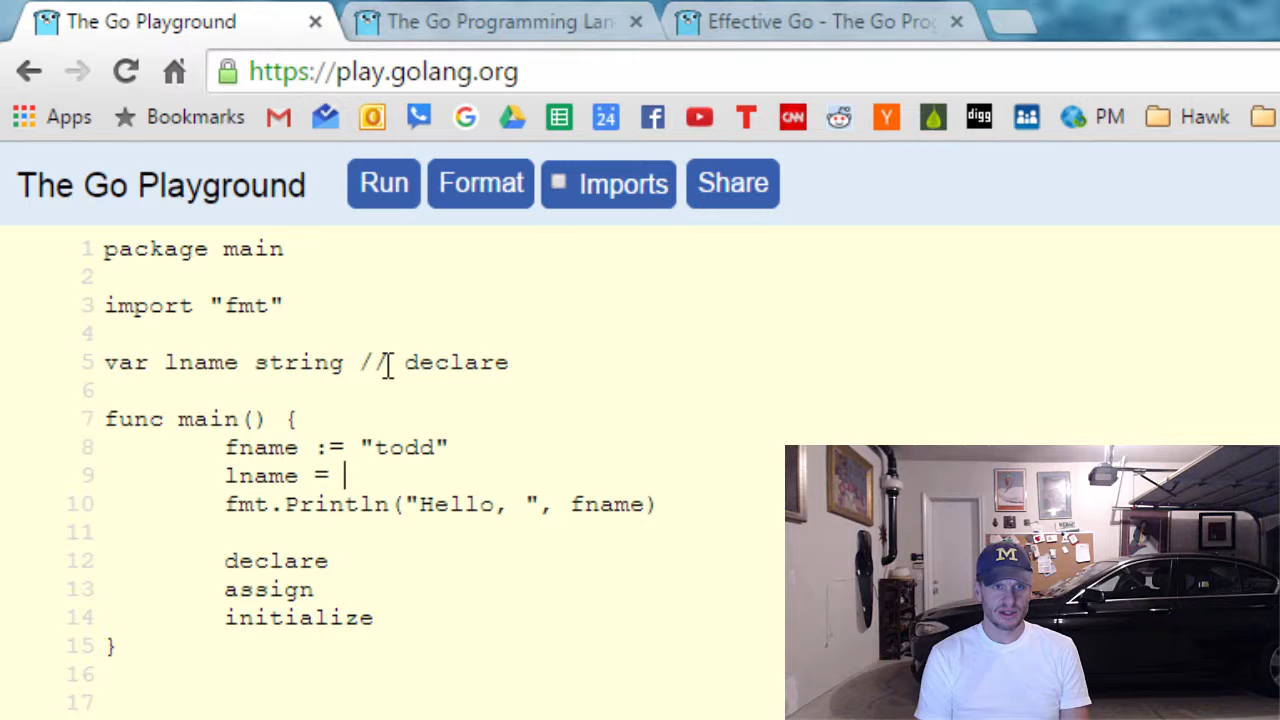 The Go Playground
The Go Programming Lan
Effective Go - The Go Prog
https://play.golang.org
Apps Bookmarks 24 T CNN Y digg PM Hawk
The Go Playground Run Format Imports Share
1 package main
2
3 import "fmt"
4
5 var lname string // declare
6
7 func main() {
8 fname := "todd"
9 lname =
10 fmt.Println("Hello, ", fname)
11
12 declare
13 assign
14 initialize
15 }
16
17
M